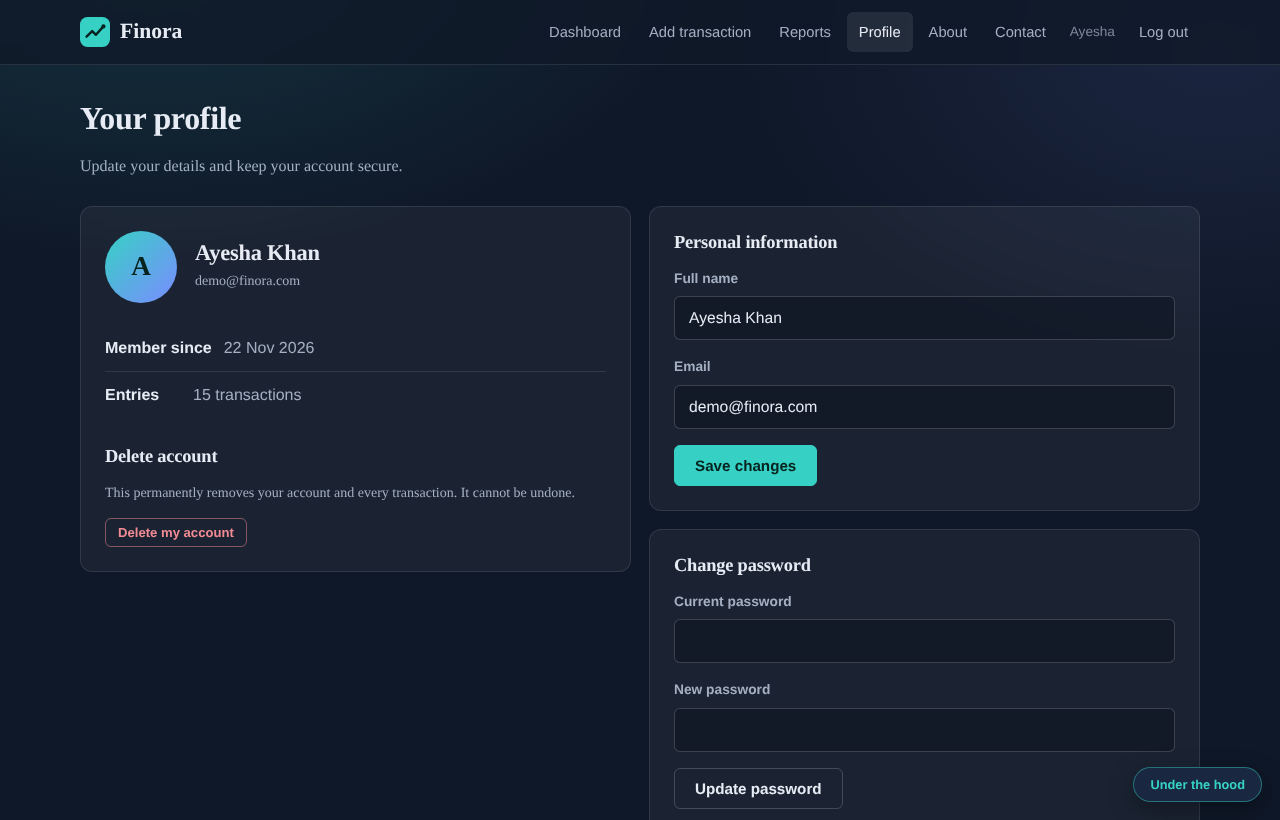 Finora
Dashboard Add transaction Reports Profile About Contact Ayesha Log out
Your profile
Update your details and keep your account secure.
A
Ayesha Khan
demo@finora.com
Member since 22 Nov 2026
Entries 15 transactions
Delete account
This permanently removes your account and every transaction. It cannot be undone.
Delete my account
Personal information
Full name
Ayesha Khan
Email
demo@finora.com
Save changes
Change password
Current password
New password
Update password
Under the hood